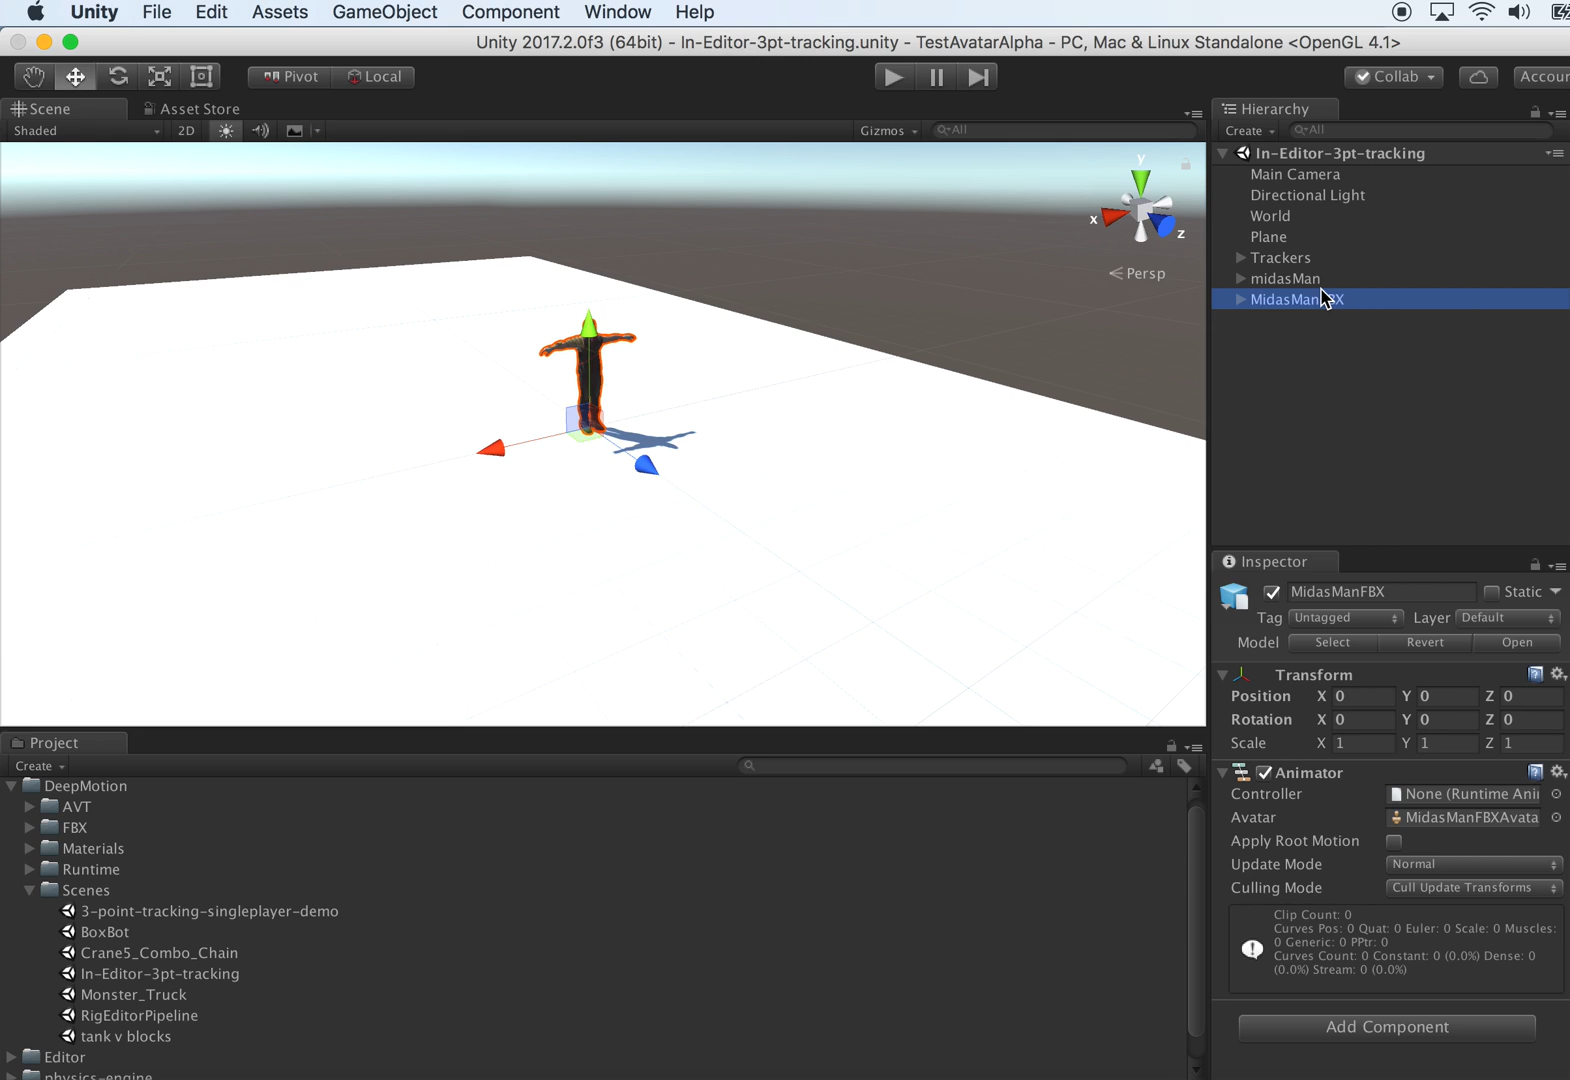 Unity File Edit Assets GameObject Component Window Help
Unity 2017.2.0f3 (64bit) - In-Editor-3pt-tracking.unity - TestAvatarAlpha - PC, Mac & Linux Standalone <OpenGL 4.1>
Pivot Local Collab Accour
Scene Asset Store
Shaded 2D Gizmos All
y
x
z
Persp
Hierarchy
Create All
In-Editor-3pt-tracking
Main Camera
Directional Light
World
Plane
Trackers
midasMan
MidasMan X
Inspector
MidasManFBX Static
Tag Untagged Layer Default
Model Select Revert Open
Transform
Position X 0 Y 0 Z 0
Rotation X 0 Y 0 Z 0
Scale X 1 Y 1 Z 1
Animator
Controller None (Runtime Ani
Avatar MidasManFBXAvata
Apply Root Motion
Update Mode Normal
Culling Mode Cull Update Transforms
Clip Count: 0
Curves Pos: 0 Quat: 0 Euler: 0 Scale: 0 Muscles:
0 Generic: 0 PPtr: 0
Curves Count: 0 Constant: 0 (0.0%) Dense: 0
(0.0%) Stream: 0 (0.0%)
Add Component
Project
Create
DeepMotion
AVT
FBX
Materials
Runtime
Scenes
3-point-tracking-singleplayer-demo
BoxBot
Crane5_Combo_Chain
In-Editor-3pt-tracking
Monster_Truck
RigEditorPipeline
tank v blocks
Editor
physics-engine